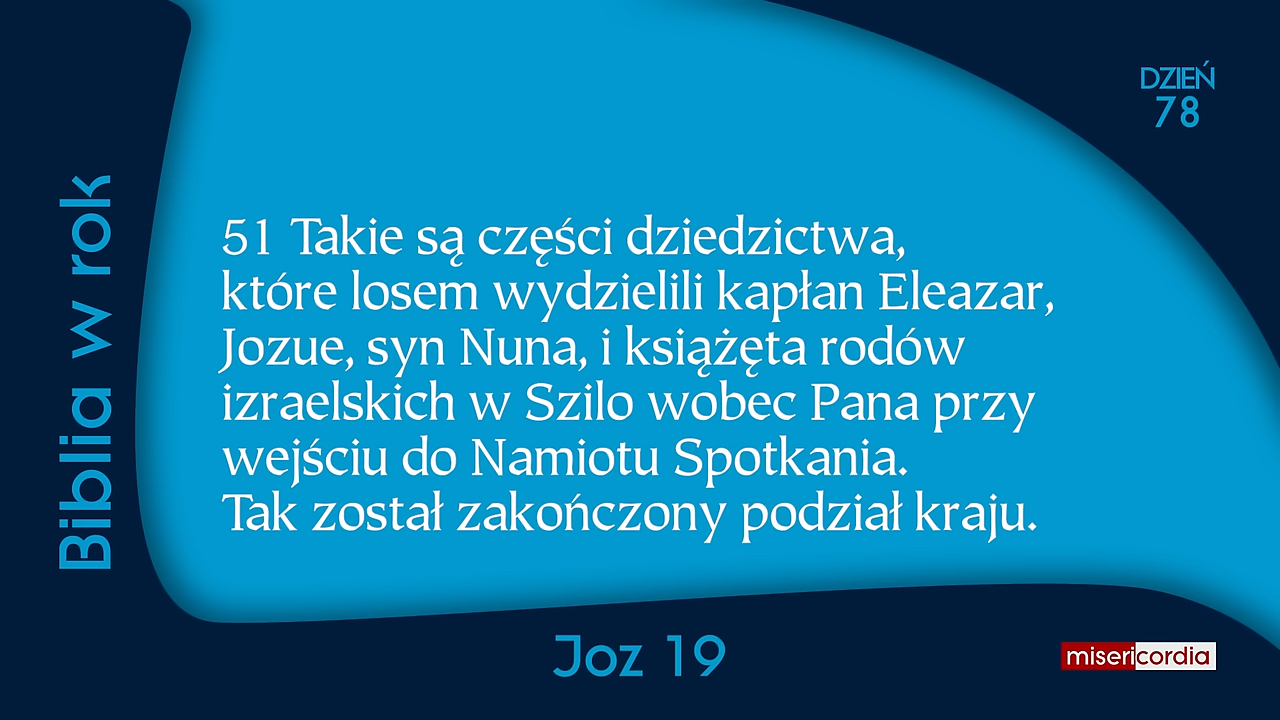 DZIEŃ
78
Biblia w rok
51 Takie są części dziedzictwa,
które losem wydzielili kapłan Eleazar,
Jozue, syn Nuna, i książęta rodów
izraelskich w Szilo wobec Pana przy
wejściu do Namiotu Spotkania.
Tak został zakończony podział kraju.
Joz 19
misericordia